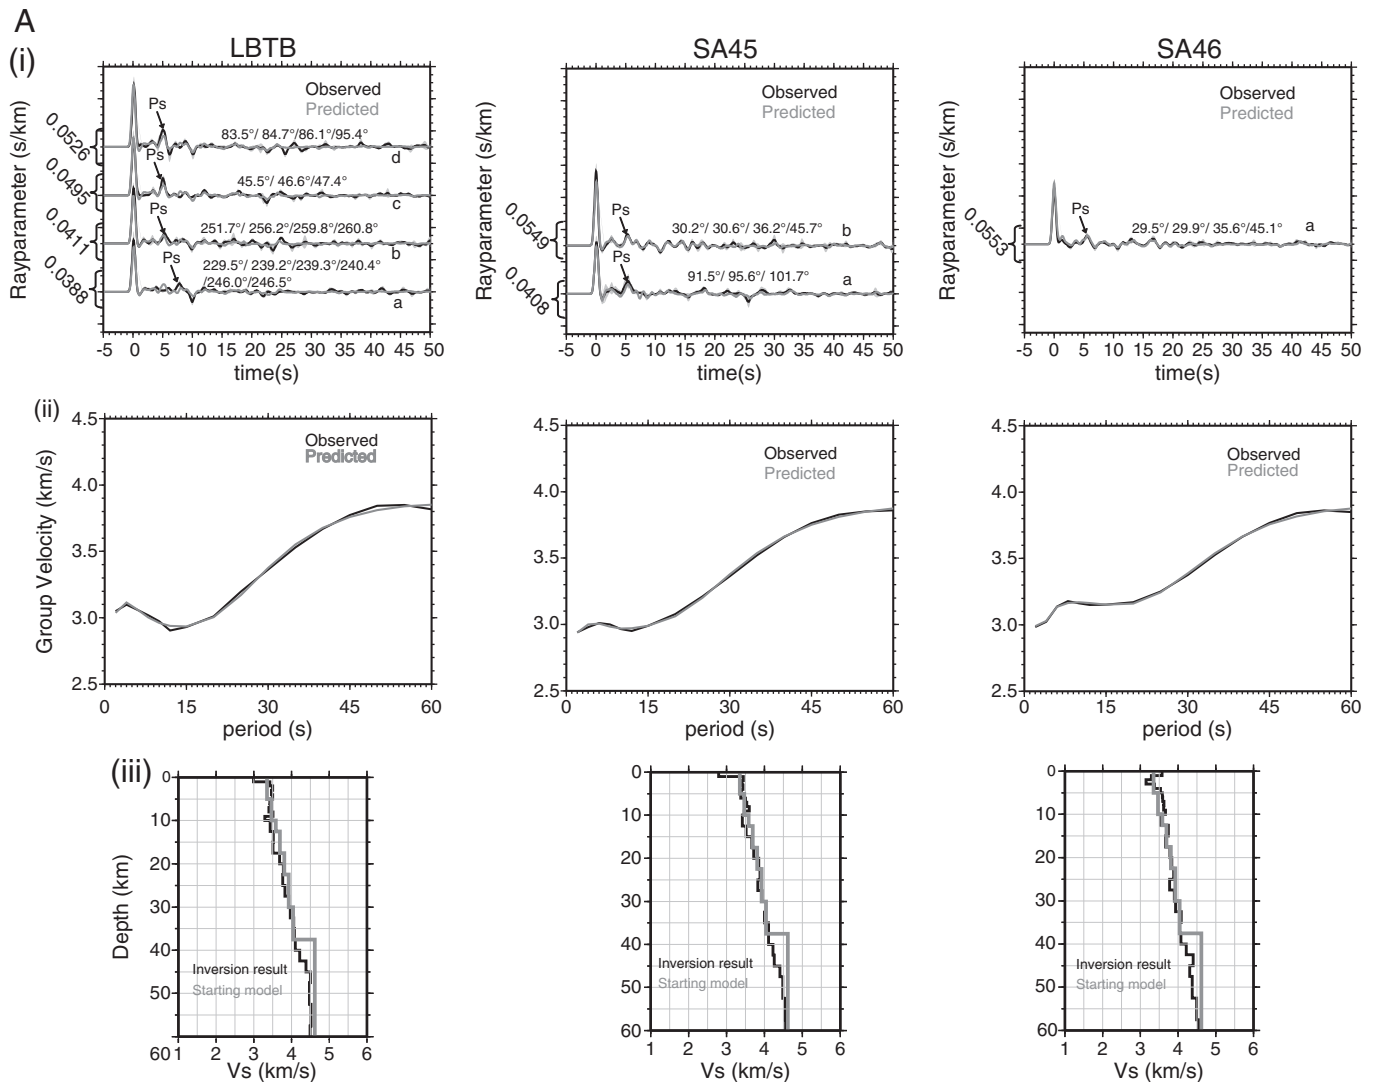 A
(i)
LBTB
Observed
Predicted
Ps
83.5°/ 84.7°/86.1°/95.4°
d
Ps
45.5°/ 46.6°/47.4°
c
Ps
251.7°/ 256.2°/259.8°/260.8°
b
Ps
229.5°/ 239.2°/239.3°/240.4°
/246.0°/246.5°
a
Rayparameter (s/km)
0.0526
0.0495
0.0411
0.0388
-5 0 5 10 15 20 25 30 35 40 45 50
time(s)
SA45
Observed
Predicted
Ps
30.2°/ 30.6°/ 36.2°/45.7°
b
Ps
91.5°/ 95.6°/ 101.7°
a
Rayparameter (s/km)
0.0549
0.0408
-5 0 5 10 15 20 25 30 35 40 45 50
time(s)
SA46
Observed
Predicted
Ps
29.5°/ 29.9°/ 35.6°/45.1°
a
Rayparameter (s/km)
0.0553
-5 0 5 10 15 20 25 30 35 40 45 50
time(s)
(ii)
Group Velocity (km/s)
4.5
4.0
3.5
3.0
2.5
Observed
Predicted
0 15 30 45 60
period (s)
4.5
4.0
3.5
3.0
2.5
Observed
Predicted
0 15 30 45 60
period (s)
4.5
4.0
3.5
3.0
2.5
Observed
Predicted
0 15 30 45 60
period (s)
(iii)
Depth (km)
0
10
20
30
40
50
60
Inversion result
Starting model
1 2 3 4 5 6
Vs (km/s)
0
10
20
30
40
50
60
Inversion result
Starting model
1 2 3 4 5 6
Vs (km/s)
0
10
20
30
40
50
60
Inversion result
Starting model
1 2 3 4 5 6
Vs (km/s)